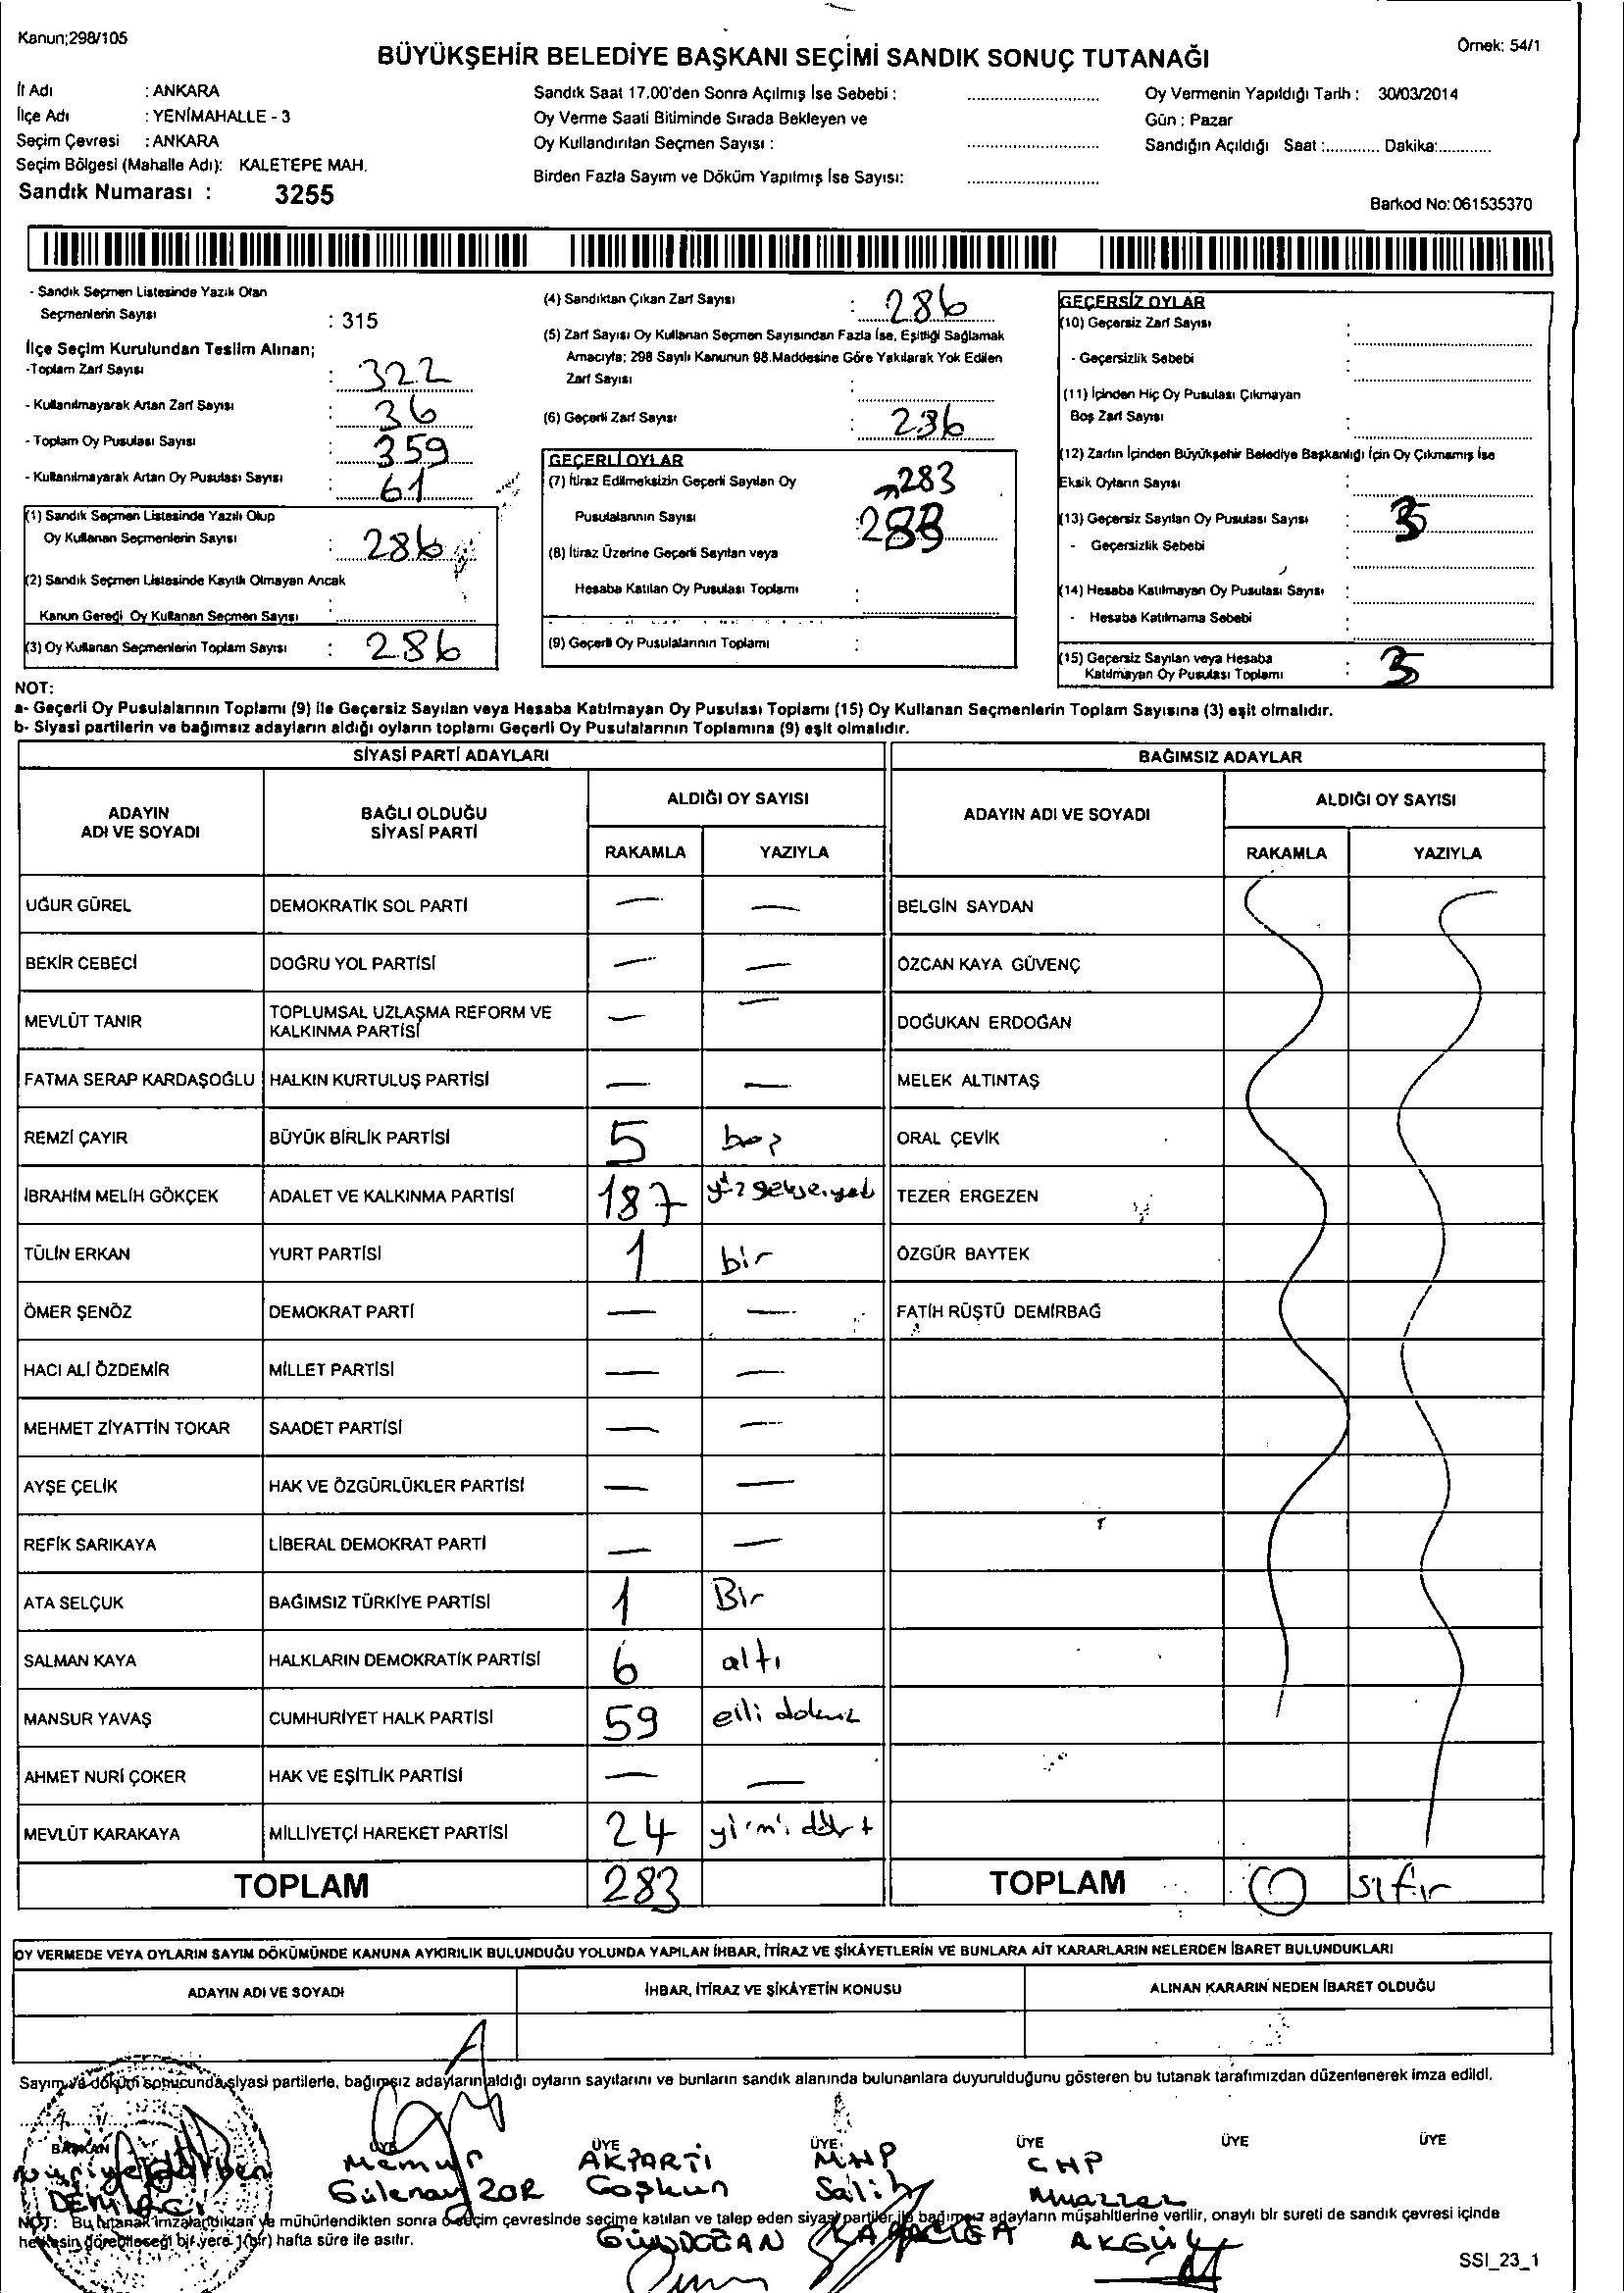 Kanun;298/105
Örnek: 54/1
BÜYÜKŞEHİR BELEDİYE BAŞKANI SEÇİMİ SANDIK SONUÇ TUTANAĞI
İl Adı : ANKARA
İlçe Adı : YENİMAHALLE - 3
Seçim Çevresi : ANKARA
Seçim Bölgesi (Mahalle Adı): KALETEPE MAH.
Sandık Numarası : 3255
Sandık Saat 17.00'den Sonra Açılmış İse Sebebi :
Oy Verme Saati Bitiminde Sırada Bekleyen ve
Oy Kullandırılan Seçmen Sayısı :
Birden Fazla Sayım ve Döküm Yapılmış İse Sayısı:
Oy Vermenin Yapıldığı Tarih : 30/03/2014
Gün : Pazar
Sandığın Açıldığı Saat :............ Dakika:............
Barkod No:061535370
- Sandık Seçmen Listesinde Yazılı Olan
Seçmenlerin Sayısı : 315
İlçe Seçim Kurulundan Teslim Alınan;
-Toplam Zarf Sayısı : 322
- Kullanılmayarak Artan Zarf Sayısı : 36
- Toplam Oy Pusulası Sayısı : 359
- Kullanılmayarak Artan Oy Pusulası Sayısı : 61
(1) Sandık Seçmen Listesinde Yazılı Olup
Oy Kullanan Seçmenlerin Sayısı : 286
(2) Sandık Seçmen Listesinde Kayıtlı Olmayan Ancak
Kanun Gereği Oy Kullanan Seçmen Sayısı :
(3) Oy Kullanan Seçmenlerin Toplam Sayısı : 286
(4) Sandıktan Çıkan Zarf Sayısı : 286
(5) Zarf Sayısı Oy Kullanan Seçmen Sayısından Fazla İse, Eşitliği Sağlamak
Amacıyla; 298 Sayılı Kanunun 98.Maddesine Göre Yakılarak Yok Edilen
Zarf Sayısı :
(6) Geçerli Zarf Sayısı : 286
GEÇERLİ OYLAR
(7) İtiraz Edilmeksizin Geçerli Sayılan Oy 283
Pusulalarının Sayısı :
(8) İtiraz Üzerine Geçerli Sayılan veya
Hesaba Katılan Oy Pusulası Toplamı :
(9) Geçerli Oy Pusulalarının Toplamı :
GEÇERSİZ OYLAR
(10) Geçersiz Zarf Sayısı :
- Geçersizlik Sebebi :
(11) İçinden Hiç Oy Pusulası Çıkmayan
Boş Zarf Sayısı :
(12) Zarfın İçinden Büyükşehir Belediye Başkanlığı İçin Oy Çıkmamış İse
Eksik Oyların Sayısı :
(13) Geçersiz Sayılan Oy Pusulası Sayısı : 3
- Geçersizlik Sebebi :
(14) Hesaba Katılmayan Oy Pusulası Sayısı :
- Hesaba Katılmama Sebebi :
(15) Geçersiz Sayılan veya Hesaba
Katılmayan Oy Pusulası Toplamı : 3
NOT:
a- Geçerli Oy Pusulalarının Toplamı (9) ile Geçersiz Sayılan veya Hesaba Katılmayan Oy Pusulası Toplamı (15) Oy Kullanan Seçmenlerin Toplam Sayısına (3) eşit olmalıdır.
b- Siyasi partilerin ve bağımsız adayların aldığı oyların toplamı Geçerli Oy Pusulalarının Toplamına (9) eşit olmalıdır.
SİYASİ PARTİ ADAYLARI
BAĞIMSIZ ADAYLAR
ADAYIN ADI VE SOYADI
BAĞLI OLDUĞU SİYASİ PARTİ
ALDIĞI OY SAYISI
RAKAMLA YAZIYLA
ADAYIN ADI VE SOYADI
ALDIĞI OY SAYISI
RAKAMLA YAZIYLA
UĞUR GÜREL DEMOKRATİK SOL PARTİ — — BELGİN SAYDAN
BEKİR CEBECİ DOĞRU YOL PARTİSİ — — ÖZCAN KAYA GÜVENÇ
MEVLÜT TANIR TOPLUMSAL UZLAŞMA REFORM VE KALKINMA PARTİSİ — — DOĞUKAN ERDOĞAN
FATMA SERAP KARDAŞOĞLU HALKIN KURTULUŞ PARTİSİ — — MELEK ALTINTAŞ
REMZİ ÇAYIR BÜYÜK BİRLİK PARTİSİ 5 beş ORAL ÇEVİK
İBRAHİM MELİH GÖKÇEK ADALET VE KALKINMA PARTİSİ 187 yüz seksenyedi TEZER ERGEZEN
TÜLİN ERKAN YURT PARTİSİ 1 bir ÖZGÜR BAYTEK
ÖMER ŞENÖZ DEMOKRAT PARTİ — — FATİH RÜŞTÜ DEMİRBAĞ
HACI ALİ ÖZDEMİR MİLLET PARTİSİ — —
MEHMET ZİYATTİN TOKAR SAADET PARTİSİ — —
AYŞE ÇELİK HAK VE ÖZGÜRLÜKLER PARTİSİ — —
REFİK SARIKAYA LİBERAL DEMOKRAT PARTİ — —
ATA SELÇUK BAĞIMSIZ TÜRKİYE PARTİSİ 1 Bir
SALMAN KAYA HALKLARIN DEMOKRATİK PARTİSİ 6 altı
MANSUR YAVAŞ CUMHURİYET HALK PARTİSİ 59 elli dokuz
AHMET NURİ ÇOKER HAK VE EŞİTLİK PARTİSİ — —
MEVLÜT KARAKAYA MİLLİYETÇİ HAREKET PARTİSİ 24 yirmi dört
TOPLAM 283 TOPLAM 0 sıfır
OY VERMEDE VEYA OYLARIN SAYIM DÖKÜMÜNDE KANUNA AYKIRILIK BULUNDUĞU YOLUNDA YAPILAN İHBAR, İTİRAZ VE ŞİKÂYETLERİN VE BUNLARA AİT KARARLARIN NELERDEN İBARET BULUNDUKLARI
ADAYIN ADI VE SOYADI İHBAR, İTİRAZ VE ŞİKÂYETİN KONUSU ALINAN KARARIN NEDEN İBARET OLDUĞU
Sayım ve döküm sonucunda siyasi partilerle, bağımsız adayların aldığı oyların sayılarını ve bunların sandık alanında bulunanlara duyurulduğunu gösteren bu tutanak tarafımızdan düzenlenerek imza edildi.
BAŞKAN ÜYE ÜYE ÜYE ÜYE ÜYE ÜYE
Memur AKPARTİ MHP CHP
Gülenay ZOR Coşkun Salih Muazzez
NOT: Bu tutanak imzalandıktan ve mühürlendikten sonra o seçim çevresinde seçime katılan ve talep eden siyasi partiler ile bağımsız adayların müşahitlerine verilir, onaylı bir sureti de sandık çevresi içinde
herkesin görebileceği bir yere 1(bir) hafta süre ile asılır.
GÜNDOĞAN KARACIĞA AKGÜL
SSI_23_1